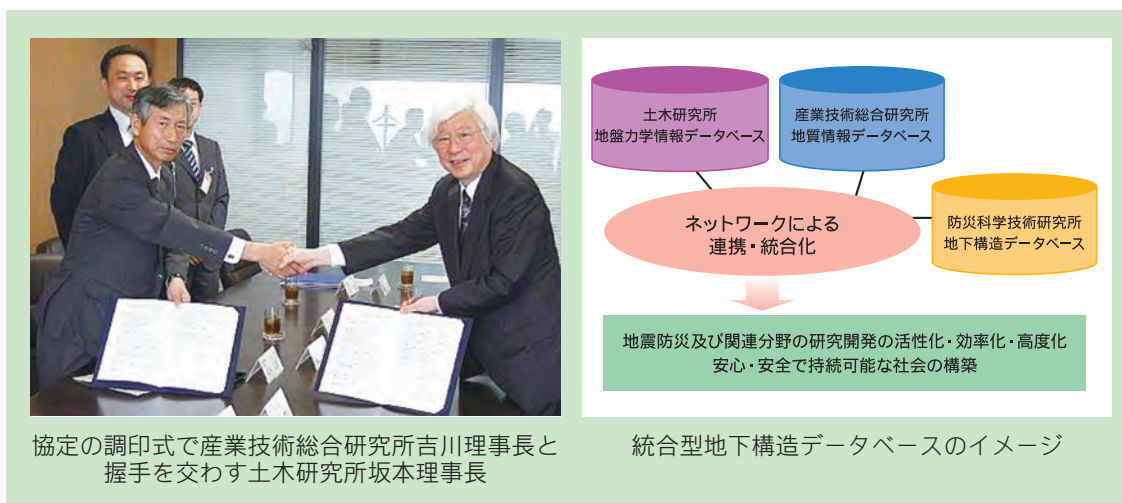 土木研究所
地盤力学情報データベース
産業技術総合研究所
地質情報データベース
防災科学技術研究所
地下構造データベース
ネットワークによる
連携・統合化
地震防災及び関連分野の研究開発の活性化・効率化・高度化
安心・安全で持続可能な社会の構築
協定の調印式で産業技術総合研究所吉川理事長と
握手を交わす土木研究所坂本理事長
統合型地下構造データベースのイメージ